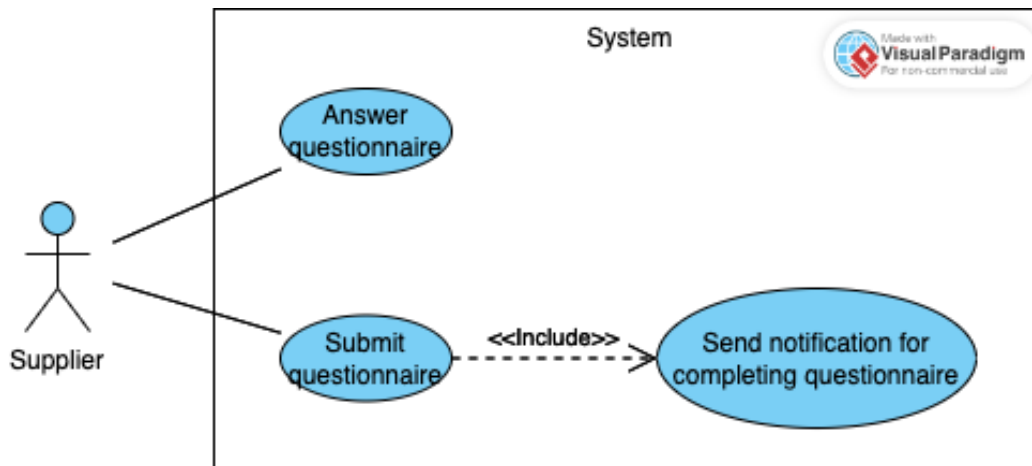 System
Made with
Visual Paradigm
For non-commercial use
Answer
questionnaire
Supplier
Submit
questionnaire
<<Include>>
Send notification for
completing questionnaire